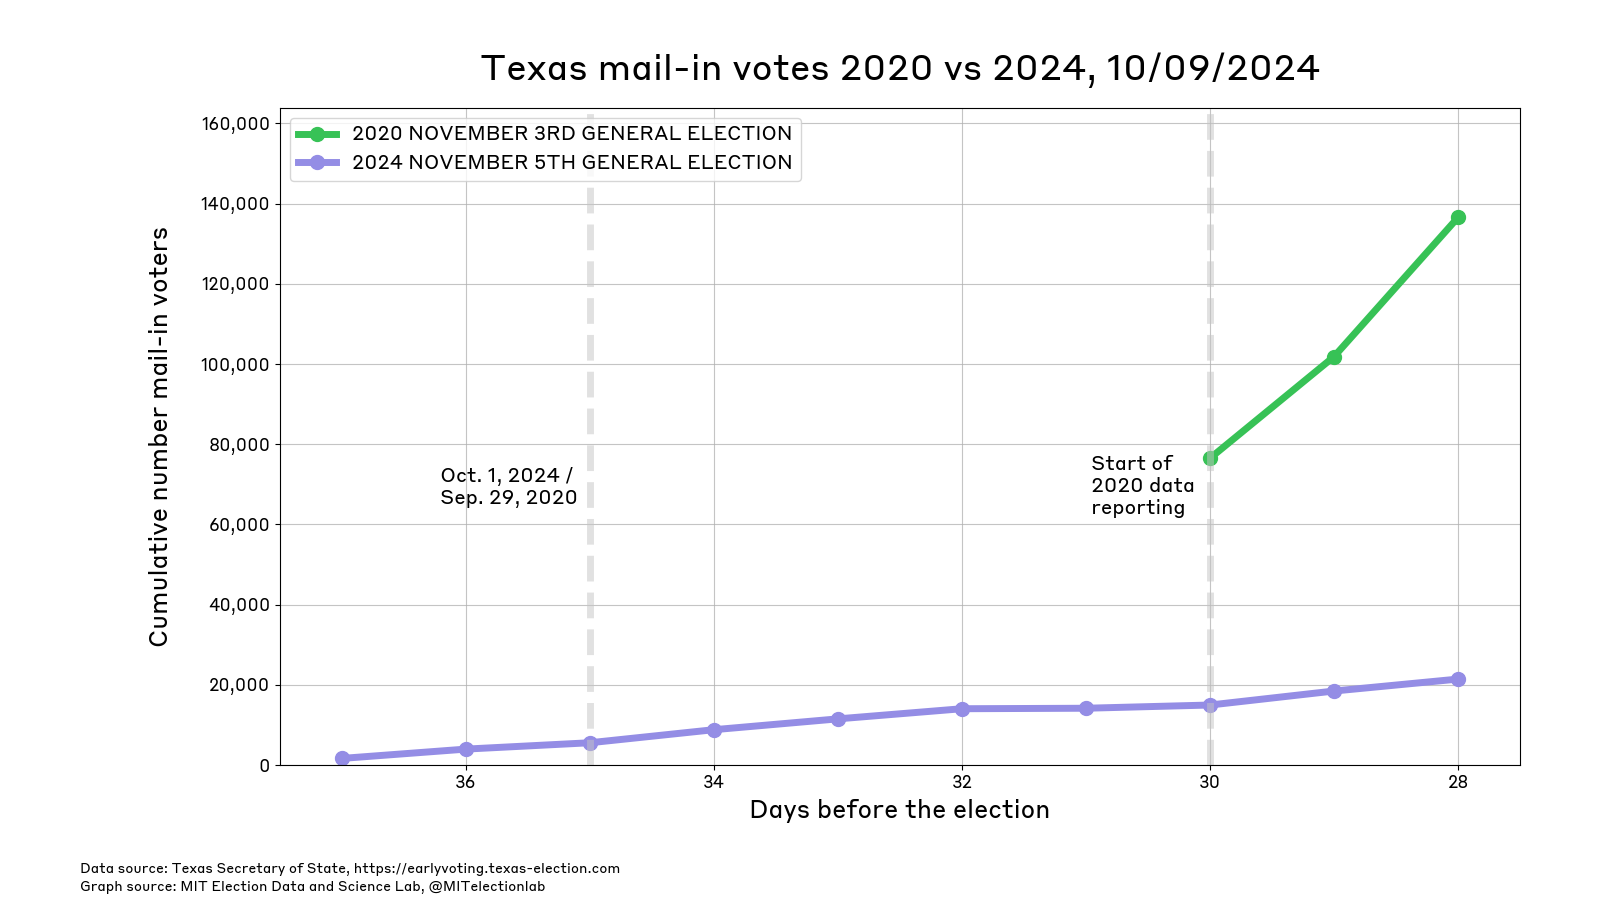 Texas mail-in votes 2020 vs 2024, 10/09/2024
2020 NOVEMBER 3RD GENERAL ELECTION
2024 NOVEMBER 5TH GENERAL ELECTION
Cumulative number mail-in voters
160,000
140,000
120,000
100,000
80,000
60,000
40,000
20,000
0
Oct. 1, 2024 /
Sep. 29, 2020
Start of
2020 data
reporting
36
34
32
30
28
Days before the election
Data source: Texas Secretary of State, https://earlyvoting.texas-election.com
Graph source: MIT Election Data and Science Lab, @MITelectionlab